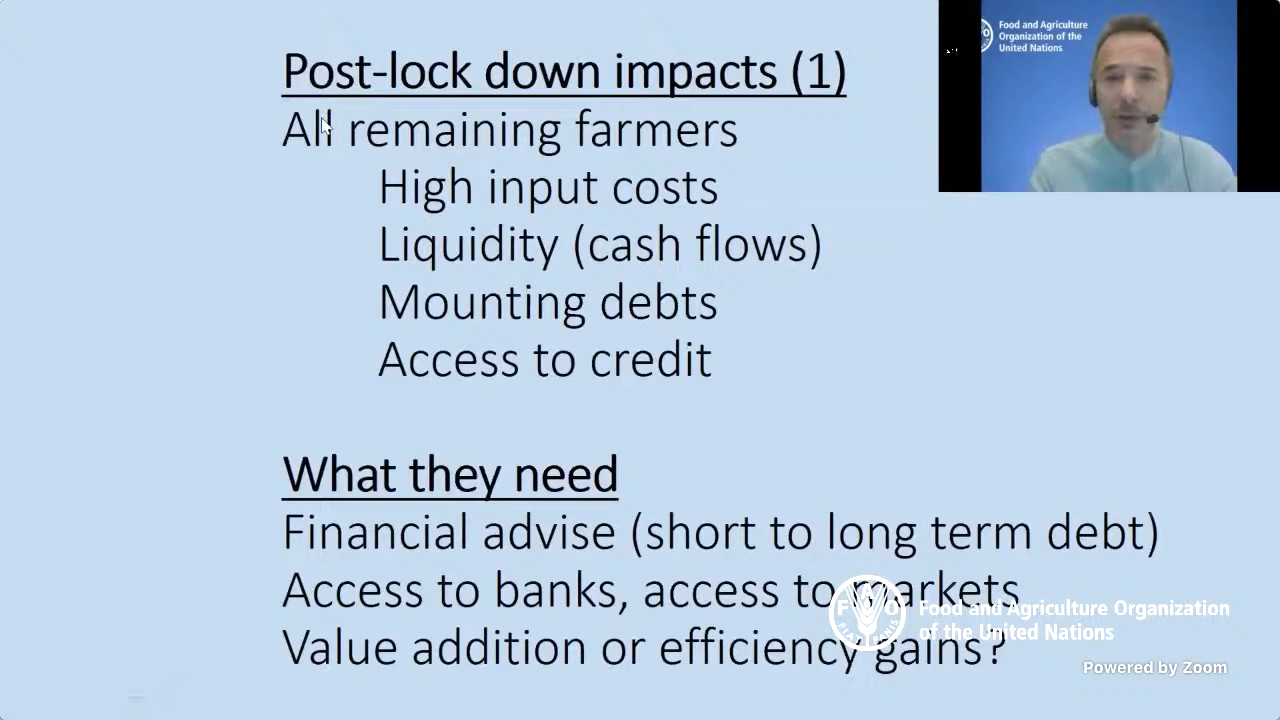 Post-lock down impacts (1)
All remaining farmers
High input costs
Liquidity (cash flows)
Mounting debts
Access to credit
What they need
Financial advise (short to long term debt)
Access to banks, access to markets
Value addition or efficiency gains?
Food and Agriculture
Organization of the
United Nations
F A O
FIAT PANIS
Food and Agriculture Organization
of the United Nations
Powered by Zoom